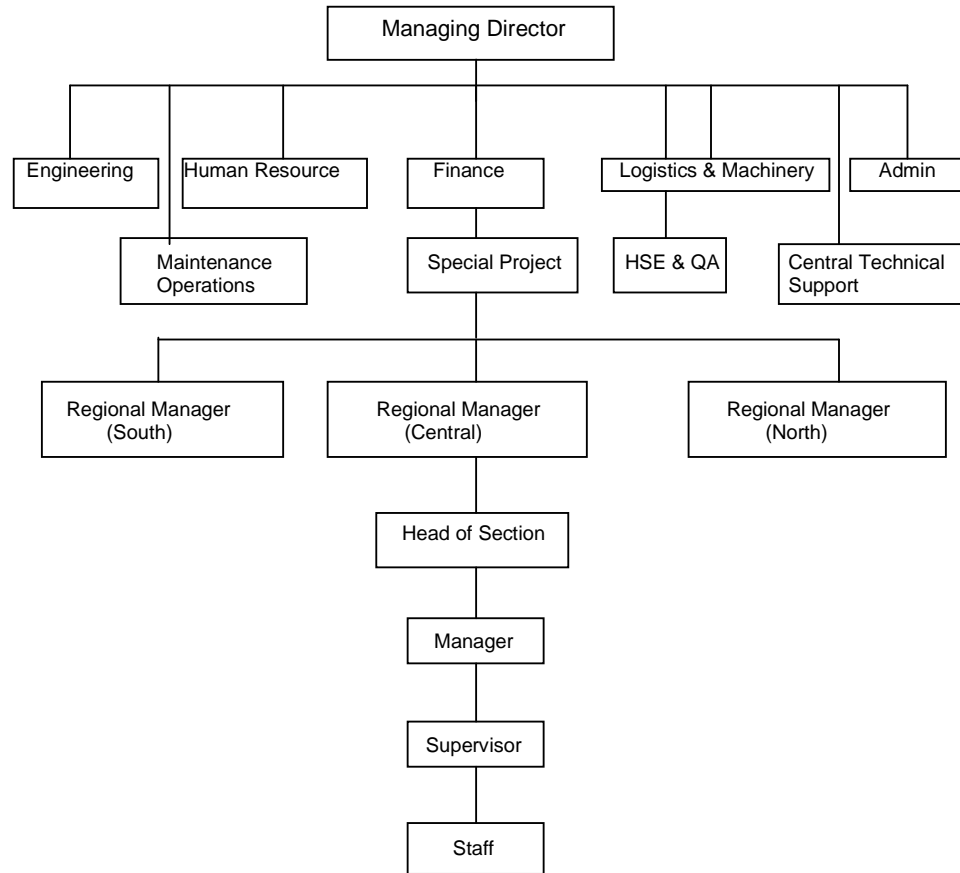 Managing Director
Engineering
Human Resource
Finance
Logistics & Machinery
Admin
Maintenance
Operations
Special Project
HSE & QA
Central Technical
Support
Regional Manager
(South)
Regional Manager
(Central)
Regional Manager
(North)
Head of Section
Manager
Supervisor
Staff